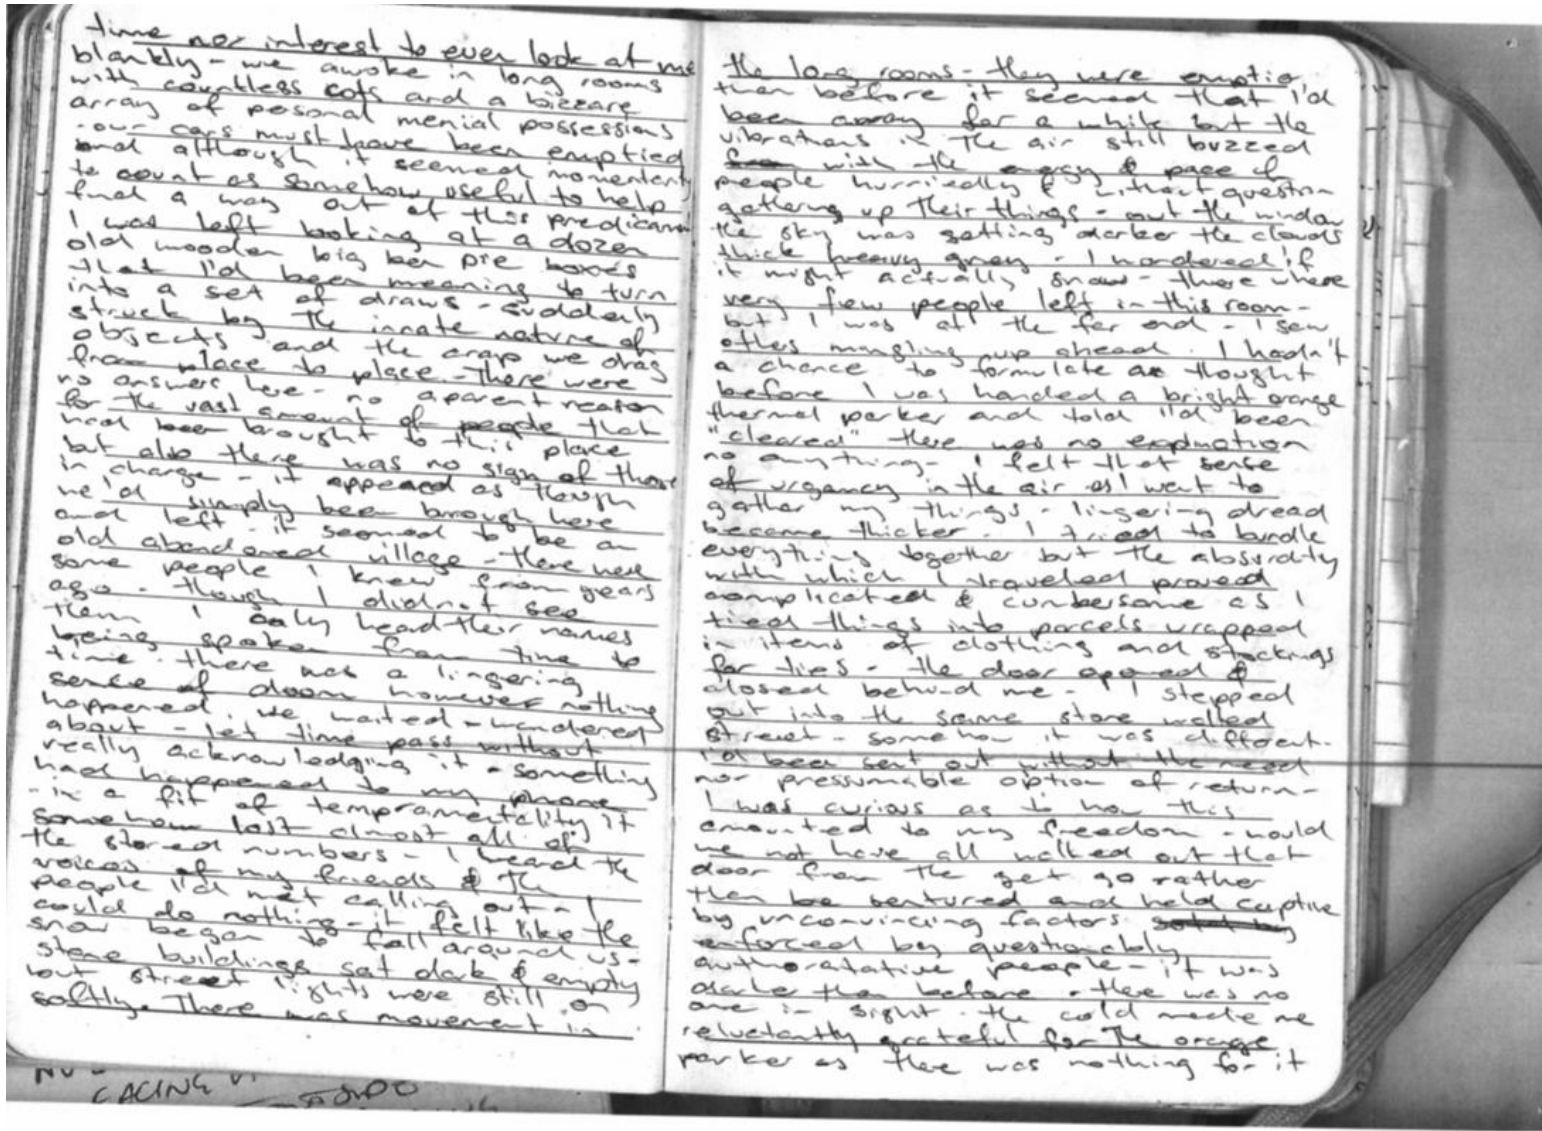 time nor interest to even look at me
blankly - we awoke in long rooms
with countless cots and a bizzare
array of personal menial possessions
- our cars must have been emptied
and although it seemed momentarily
to count as somehow useful to help
find a way out of this predicam
I was left looking at a dozen
old wooden big ben pie boxes
that I'd been meaning to turn
into a set of draws - suddenly
struck by the innate nature of
objects and the crap we drag
from place to place - There were
no answers here - no aparent reason
for the vast amount of people that
had been brought to this place
but also there was no sign of those
in charge - it appeared as though
we'd simply been brough here
and left - it seemed to be an
old abandoned village - there were
some people I knew from years
ago - though I didn't see
them I only heard their names
being spoken from time to
time. there was a lingering
sense of doom however nothing
happened. we waited - wandered
about - let time pass without
really acknowledging it - something
had happened to my phone
- in a fit of tempramentality it
somehow lost almost all of
the stored numbers - I heard the
voices of my friends & the
people I'd met calling out - I
could do nothing - it felt like the
snow began to fall around us -
stone buildings sat dark & empty
but street lights were still on
softly. There was movement in
the long rooms - they were emptie
than before it seemed that I'd
been away for a while but the
vibrations in the air still buzzed
with the energy & pace of
people hurriedly & without question
gathering up their things - out the window
the sky was getting darker the clouds
thick heavy grey - I wondered if
it might actually snow - there where
very few people left in this room -
but I was at the far end - I saw
others mingling up ahead. I hadn't
a chance to formulate a thought
before I was handed a bright orange
thermal parker and told I'd been
"cleared" there was no explnation
no anything - I felt that sense
of urgancy in the air as I went to
gather my things - lingering dread
became thicker - I tried to bundle
everything together but the absurdity
with which I traveled proved
complicated & cumbersome as I
tied things into parcels wrapped
in items of clothing and stockings
for ties - the door opened &
closed behind me - I stepped
out into the same stone walled
street - somehow it was different -
I'd been sent out without the need
nor pressumable option of return -
I was curious as to how this
amounted to my freedom - would
we not have all walked out that
door from the get go rather
than be and held captive
by unconvincing factors
enforced by questionably
authoratative people - it was
darker than before - there was no
one in sight - the cold made me
reluctantly grateful for the orange
parker as there was nothing for it